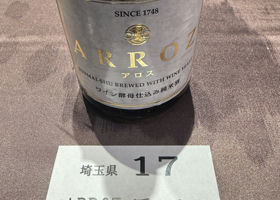 SINCE 1748
ARROZ
アロス
JUNMAI-SHU BREWED WITH WINE YEAST
ワイン酵母仕込み純米酒
埼玉県 17